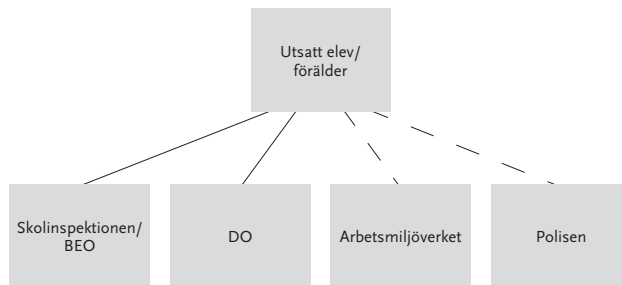 Utsatt elev/
förälder
Skolinspektionen/
BEO
DO
Arbetsmiljöverket
Polisen